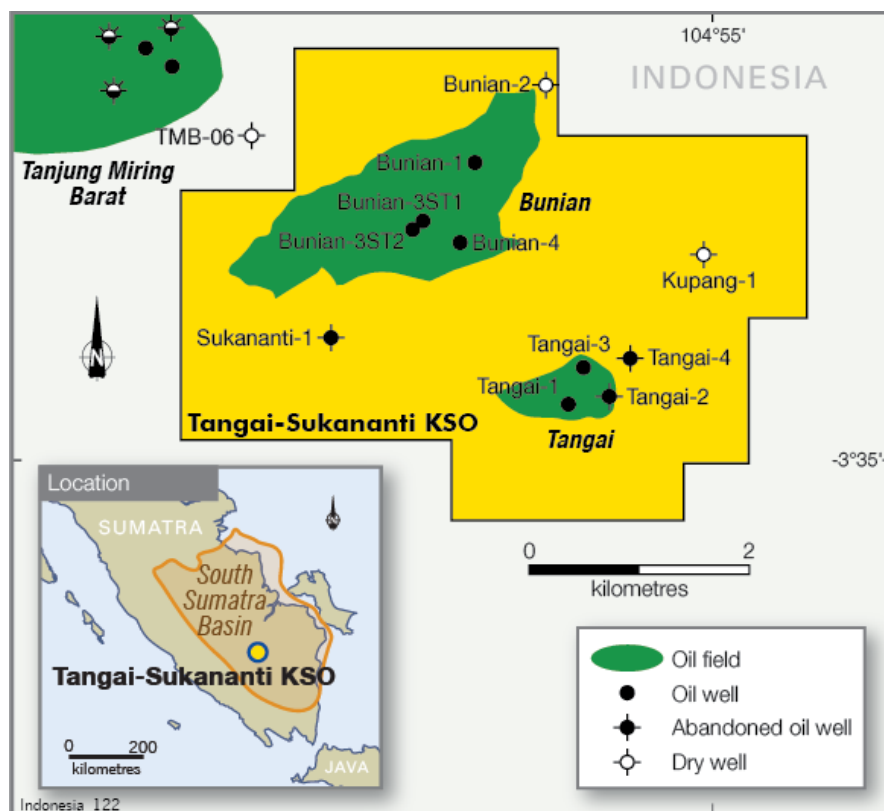 104°55'
INDONESIA
Bunian-2
TMB-06
Tanjung Miring
Barat
Bunian-1
Bunian-3ST1
Bunian
Bunian-3ST2
Bunian-4
Kupang-1
Sukananti-1
Tangai-3
Tangai-4
Tangai-1
Tangai-2
Tangai-Sukananti KSO
Tangai
-3°35'
N
Location
SUMATRA
South
Sumatra
Basin
Tangai-Sukananti KSO
0 200
kilometres
JAVA
0 2
kilometres
Oil field
Oil well
Abandoned oil well
Dry well
Indonesia 122